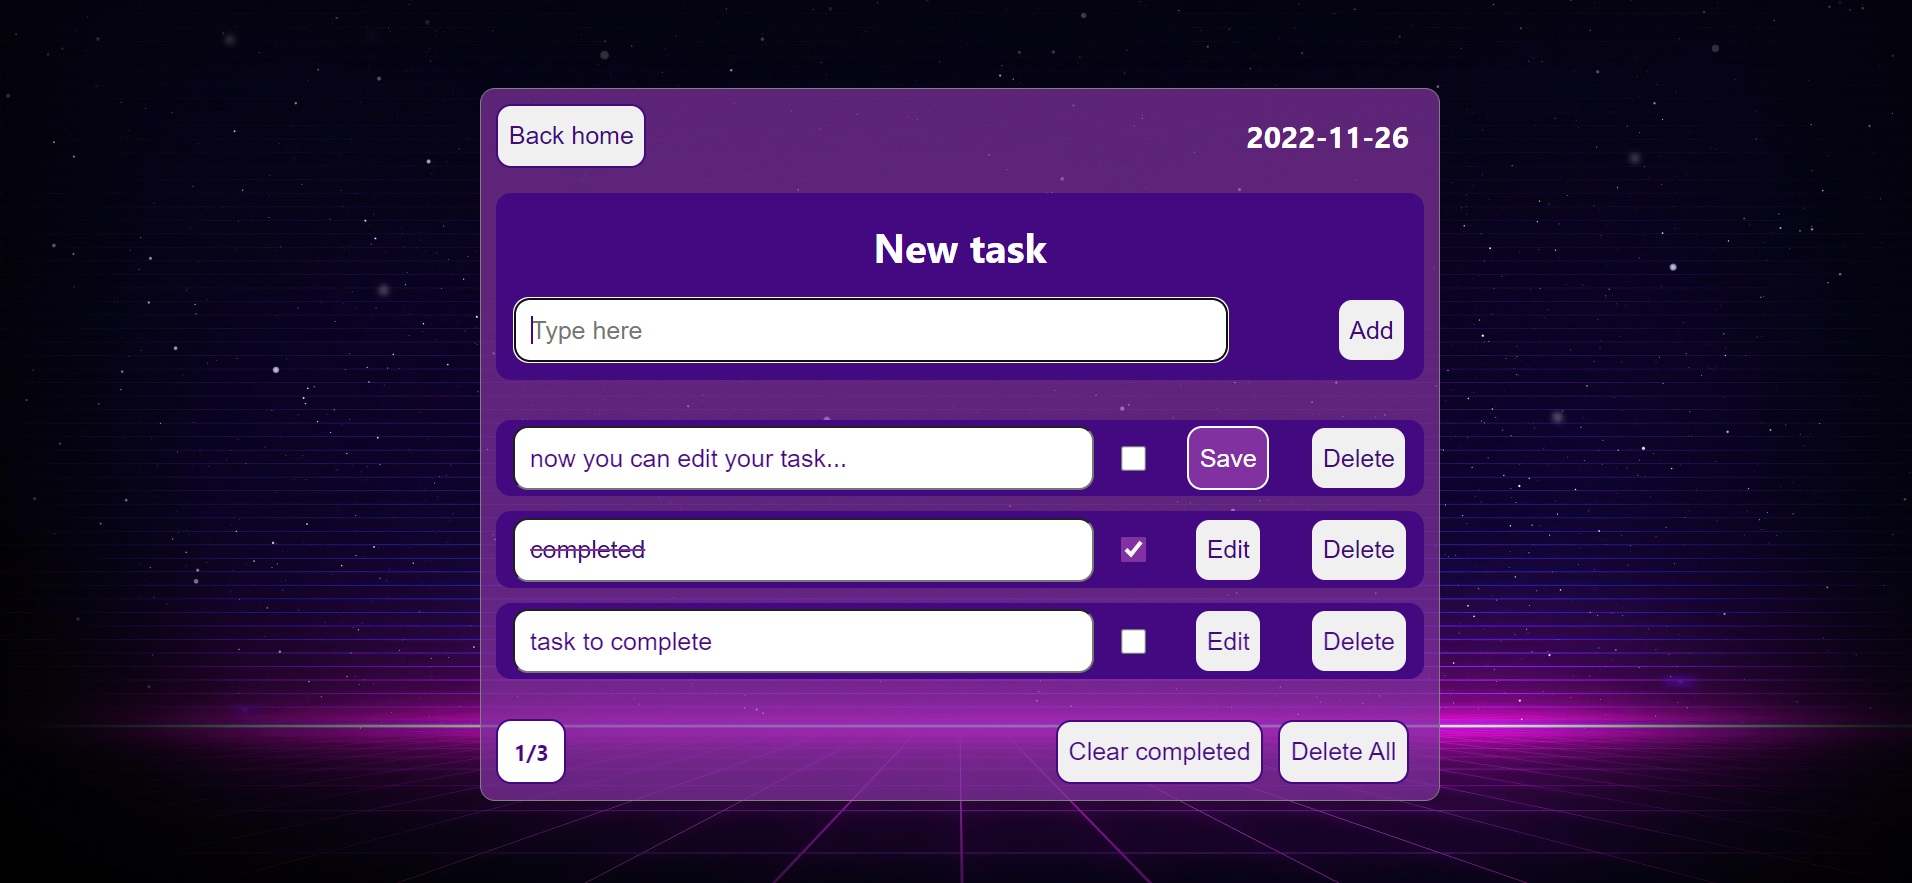 Back home
2022-11-26
New task
Type here
Add
now you can edit your task...
Save
Delete
completed
Edit
Delete
task to complete
Edit
Delete
1/3
Clear completed
Delete All